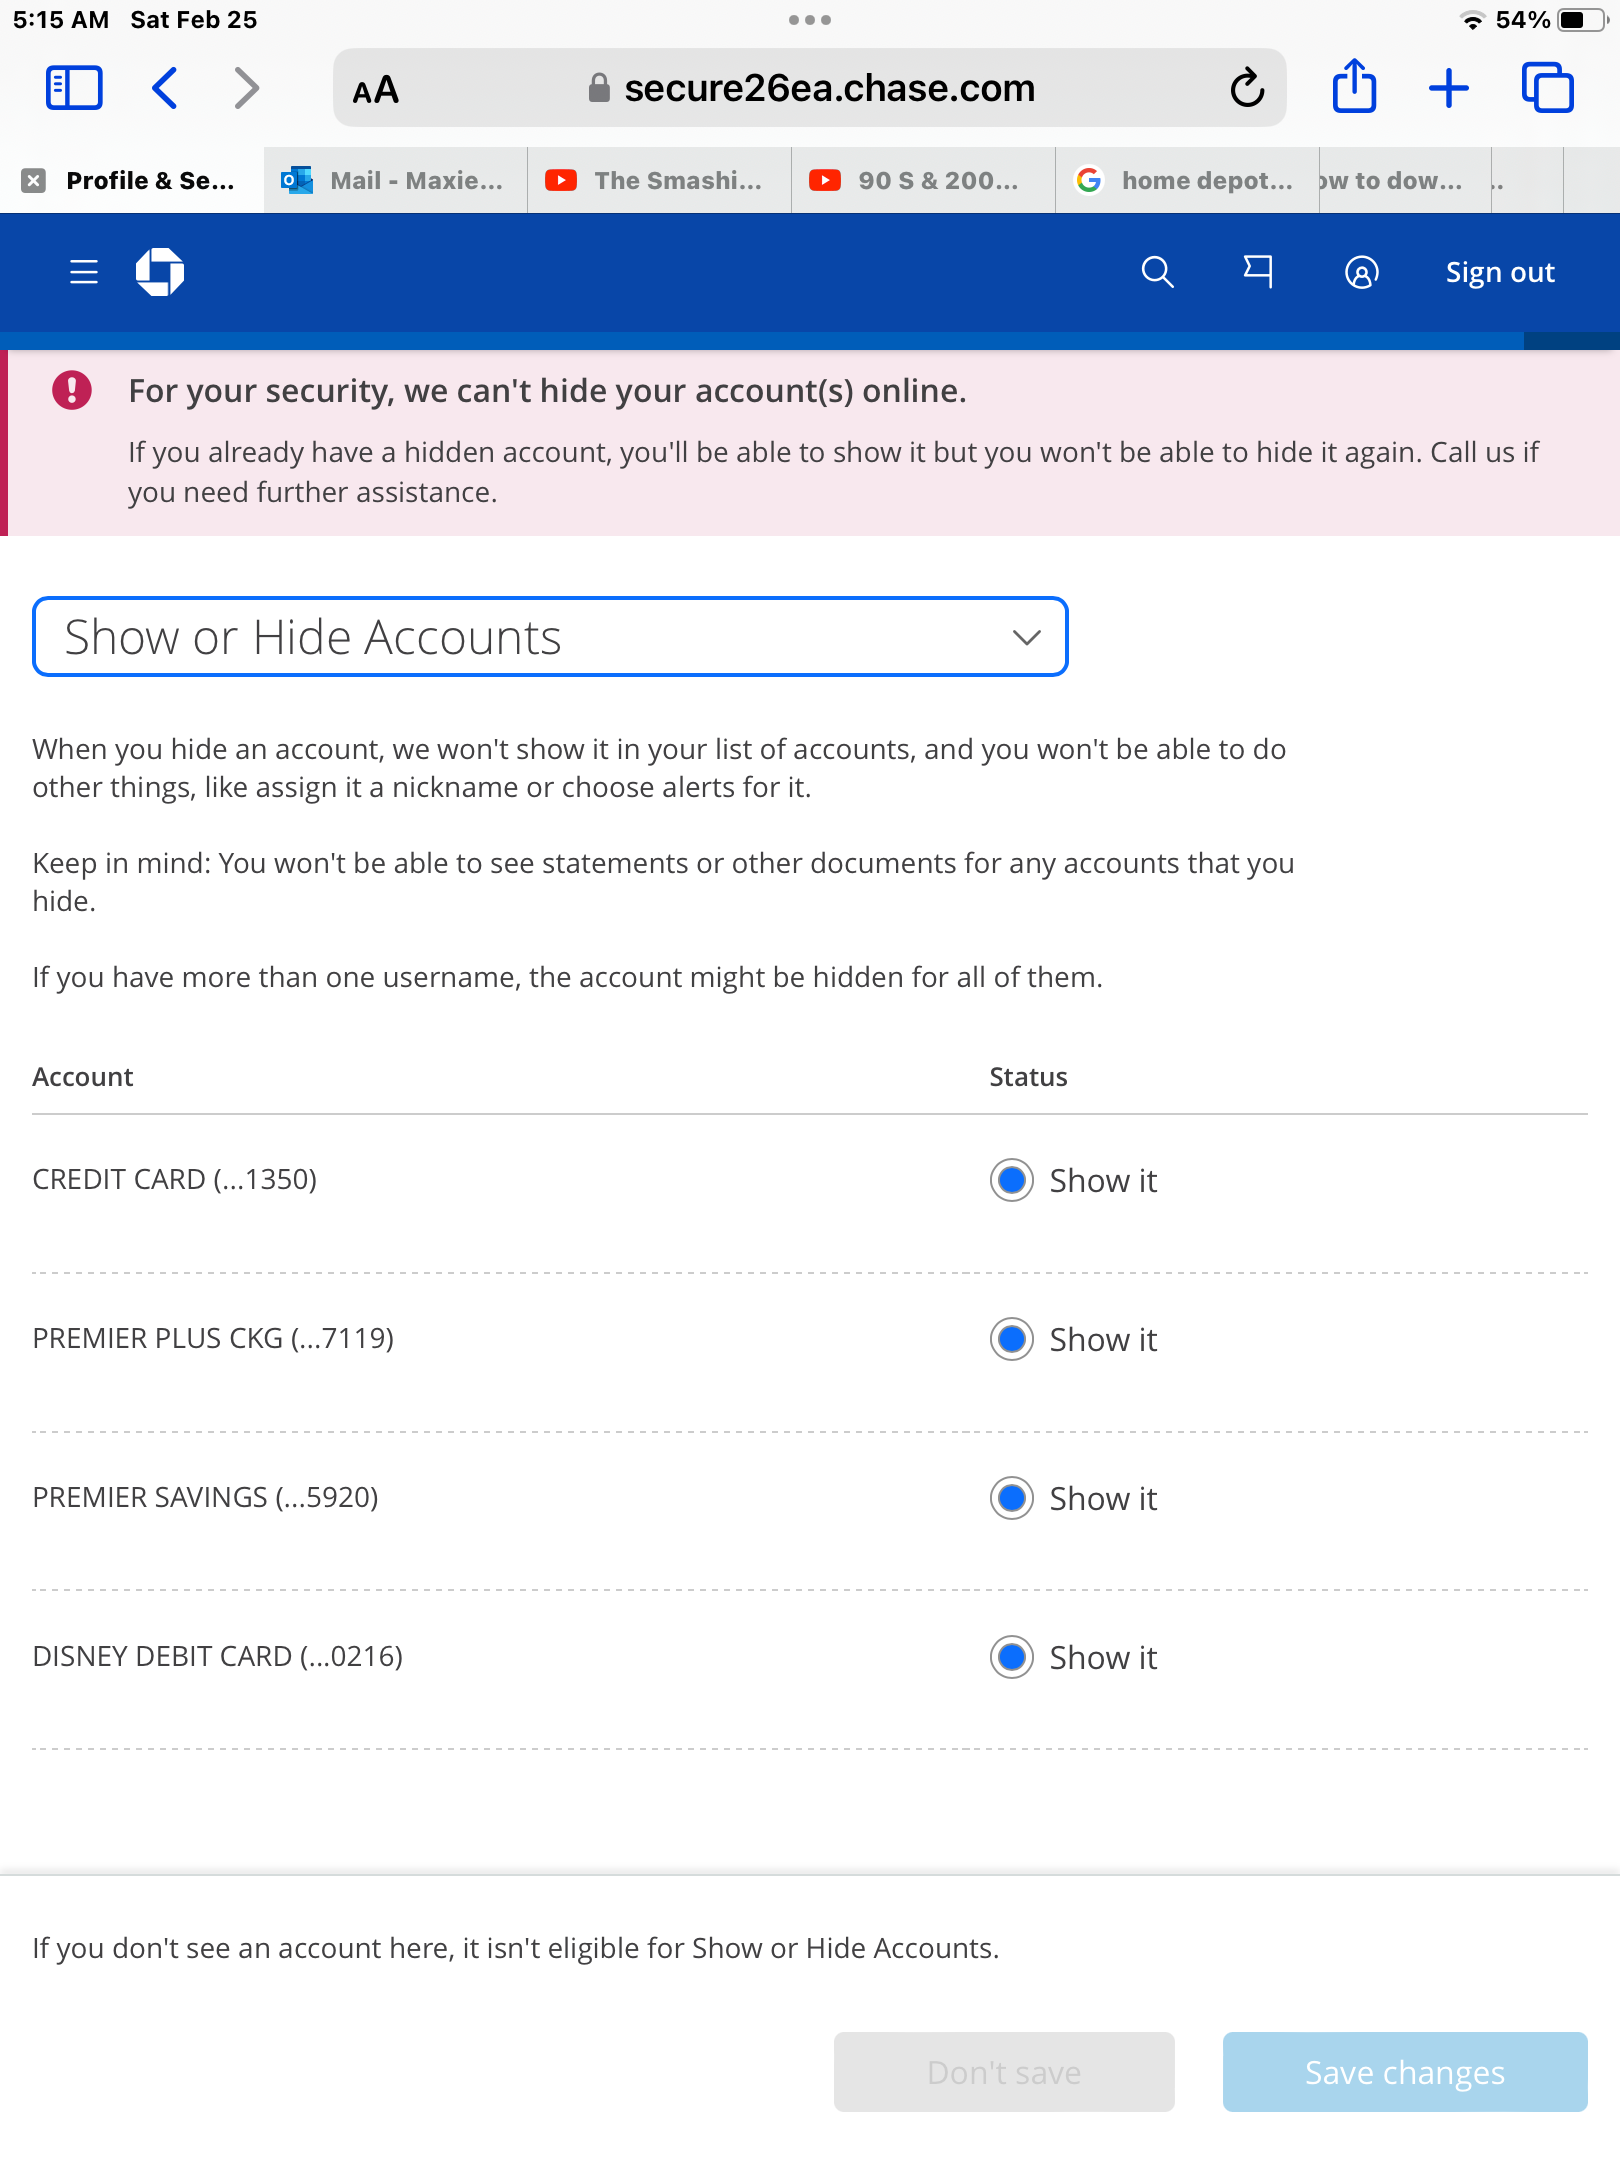 5:15 AM Sat Feb 25
54%
AA
secure26ea.chase.com
Profile & Se...
Mail - Maxie...
The Smashi...
90 S & 200...
home depot...
ow to dow...
..
Sign out
For your security, we can't hide your account(s) online.
If you already have a hidden account, you'll be able to show it but you won't be able to hide it again. Call us if
you need further assistance.
Show or Hide Accounts
When you hide an account, we won't show it in your list of accounts, and you won't be able to do
other things, like assign it a nickname or choose alerts for it.
Keep in mind: You won't be able to see statements or other documents for any accounts that you
hide.
If you have more than one username, the account might be hidden for all of them.
Account Status
CREDIT CARD (...1350) Show it
PREMIER PLUS CKG (...7119) Show it
PREMIER SAVINGS (...5920) Show it
DISNEY DEBIT CARD (...0216) Show it
If you don't see an account here, it isn't eligible for Show or Hide Accounts.
Don't save
Save changes